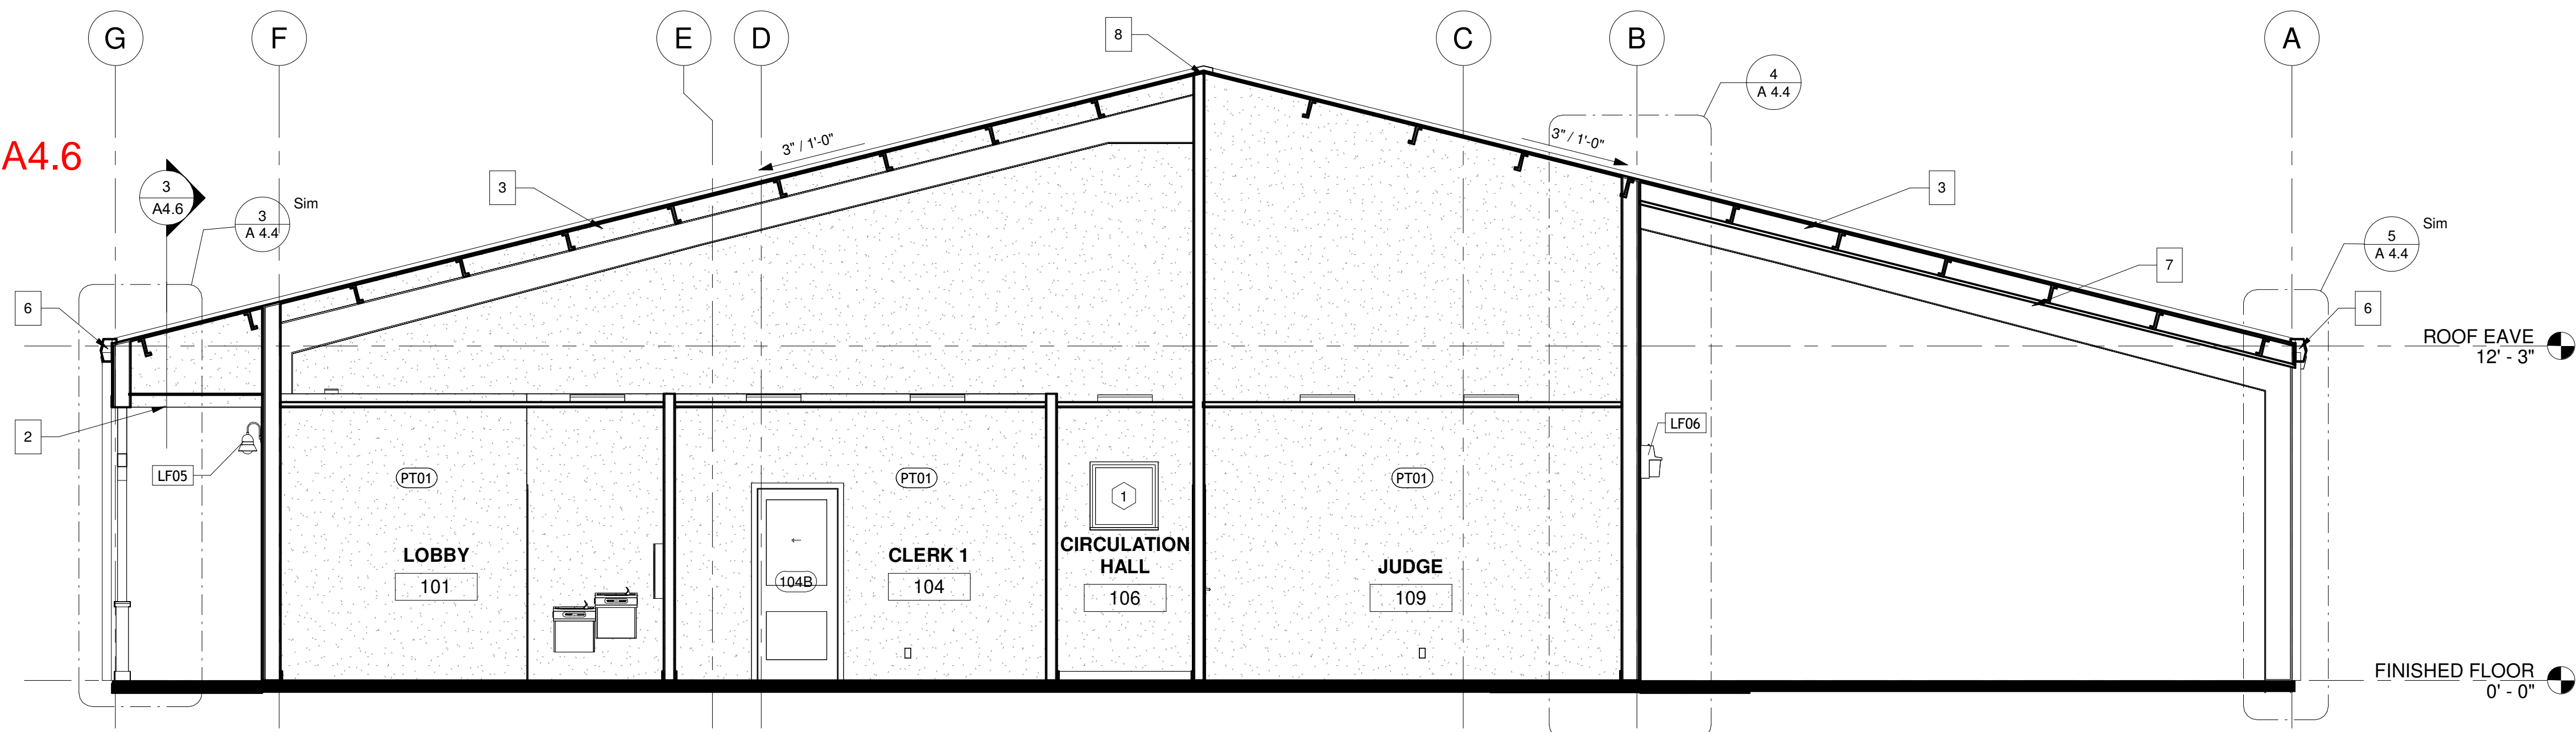 G
F
E
D
8
C
B
A
4
A 4.4
A4.6
3" / 1'-0"
3" / 1'-0"
3
A4.6
3
A 4.4
Sim
3
3
5
A 4.4
Sim
7
6
6
ROOF EAVE
12' - 3"
2
LF05
LF06
PT01
PT01
PT01
1
LOBBY
101
104B
CLERK 1
104
CIRCULATION
HALL
106
JUDGE
109
FINISHED FLOOR
0' - 0"